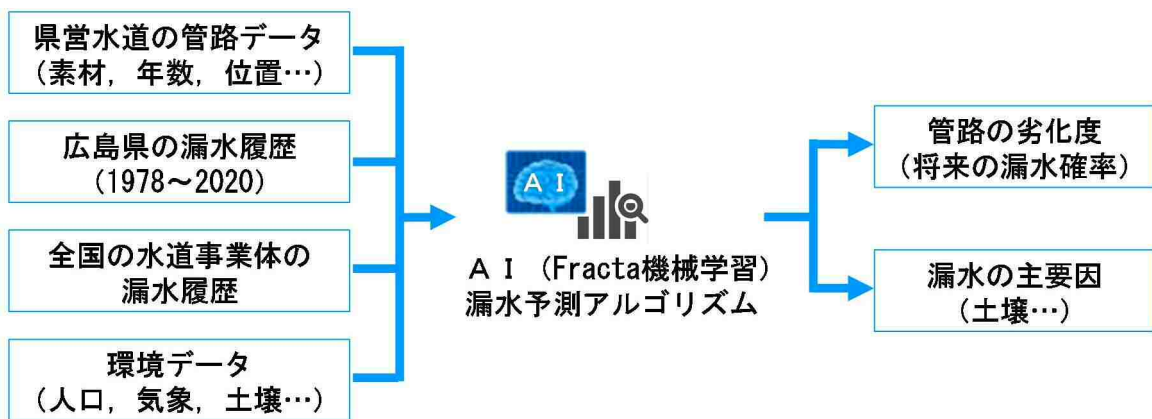 県営水道の管路データ
(素材，年数，位置…)
広島県の漏水履歴
(1978～2020)
全国の水道事業体の
漏水履歴
環境データ
(人口，気象，土壌…)
ＡＩ
ＡＩ（Fracta機械学習）
漏水予測アルゴリズム
管路の劣化度
(将来の漏水確率)
漏水の主要因
(土壌…)